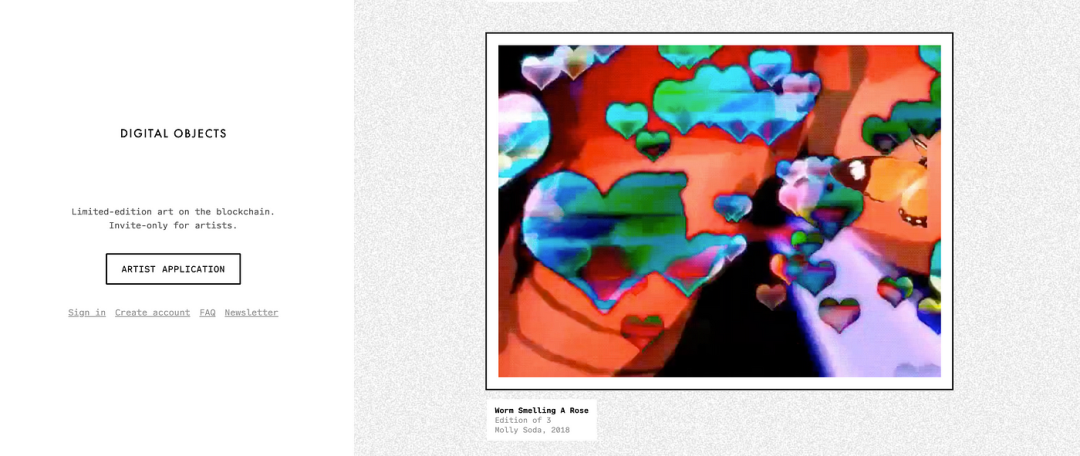 DIGITAL OBJECTS
Limited-edition art on the blockchain.
Invite-only for artists.
ARTIST APPLICATION
Sign in Create account FAQ Newsletter
Worm Smelling A Rose
Edition of 3
Molly Soda, 2018